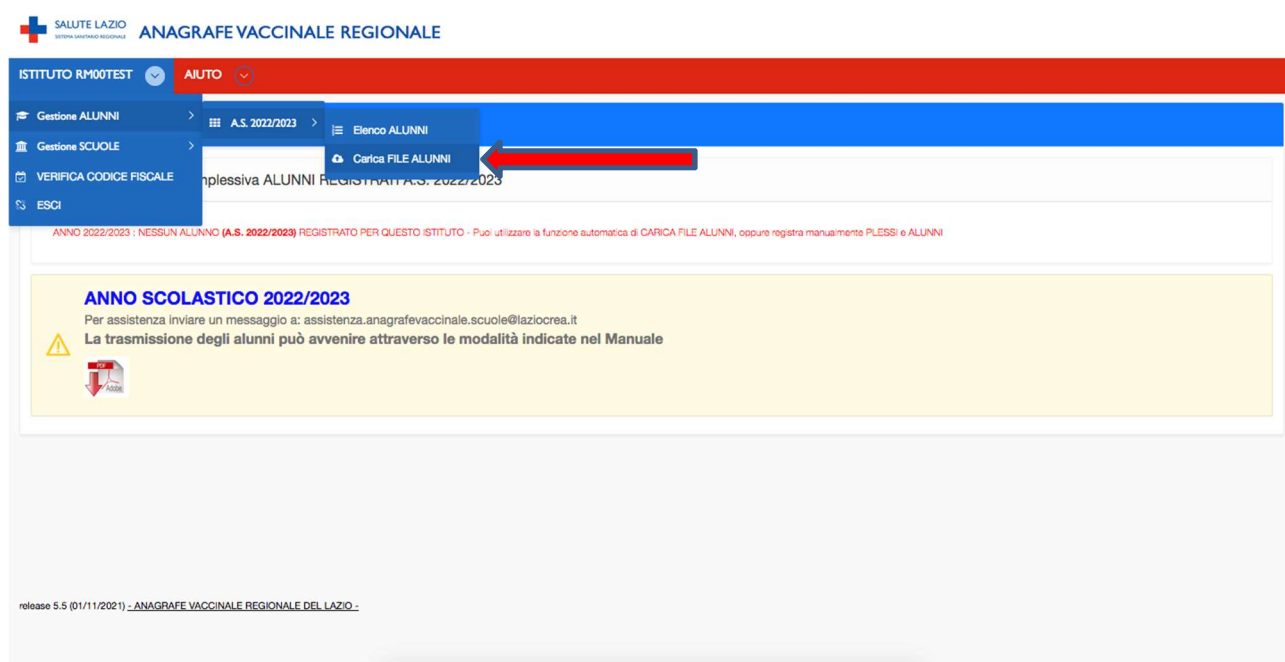 SALUTE LAZIO
SISTEMA SANITARIO REGIONALE
ANAGRAFE VACCINALE REGIONALE
ISTITUTO RM00TEST
AIUTO
Gestione ALUNNI
A.S. 2022/2023
Elenco ALUNNI
Gestione SCUOLE
Carica FILE ALUNNI
VERIFICA CODICE FISCALE
mplessiva ALUNNI REGISTRATI A.S. 2022/2023
ESCI
ANNO 2022/2023 : NESSUN ALUNNO (A.S. 2022/2023) REGISTRATO PER QUESTO ISTITUTO - Puoi utilizzare la funzione automatica di CARICA FILE ALUNNI, oppure registra manualmente PLESSI e ALUNNI
ANNO SCOLASTICO 2022/2023
Per assistenza inviare un messaggio a: assistenza.anagrafevaccinale.scuole@laziocrea.it
La trasmissione degli alunni può avvenire attraverso le modalità indicate nel Manuale
PDF
Adobe
release 5.5 (01/11/2021) - ANAGRAFE VACCINALE REGIONALE DEL LAZIO -